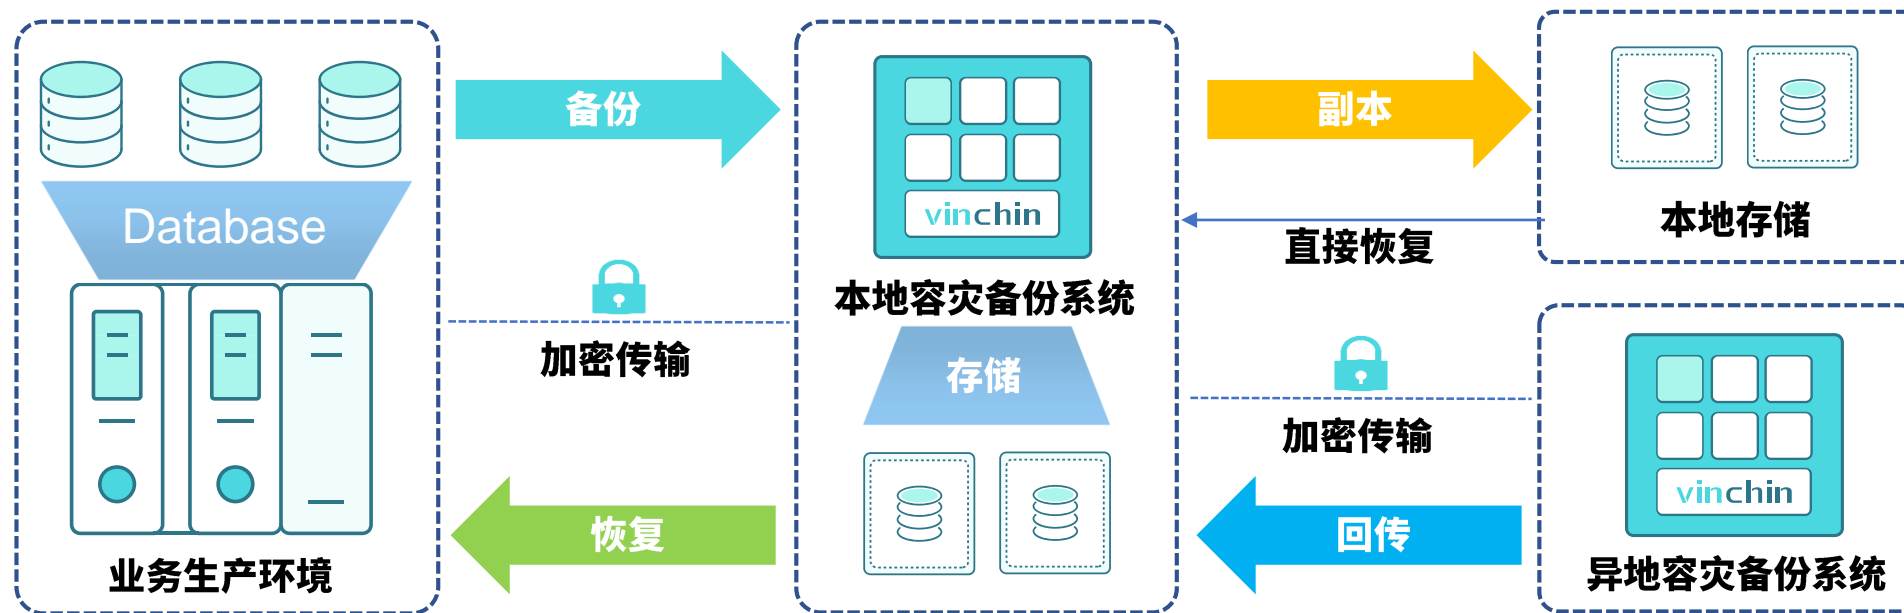 Database
业务生产环境
备份
加密传输
恢复
vinchin
本地容灾备份系统
存储
副本
直接恢复
加密传输
回传
本地存储
vinchin
异地容灾备份系统